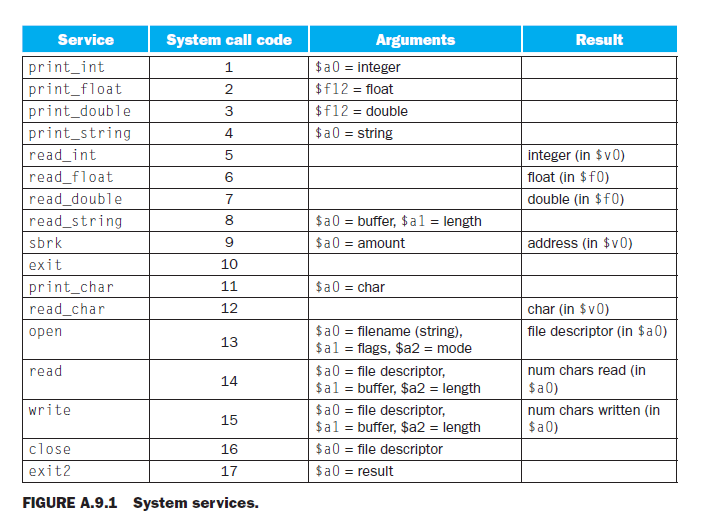 Service System call code Arguments Result
print_int 1 $a0 = integer
print_float 2 $f12 = float
print_double 3 $f12 = double
print_string 4 $a0 = string
read_int 5 integer (in $v0)
read_float 6 float (in $f0)
read_double 7 double (in $f0)
read_string 8 $a0 = buffer, $a1 = length
sbrk 9 $a0 = amount address (in $v0)
exit 10
print_char 11 $a0 = char
read_char 12 char (in $v0)
open 13 $a0 = filename (string), file descriptor (in $a0)
$a1 = flags, $a2 = mode
read 14 $a0 = file descriptor, num chars read (in
$a1 = buffer, $a2 = length $a0)
write 15 $a0 = file descriptor, num chars written (in
$a1 = buffer, $a2 = length $a0)
close 16 $a0 = file descriptor
exit2 17 $a0 = result
FIGURE A.9.1 System services.